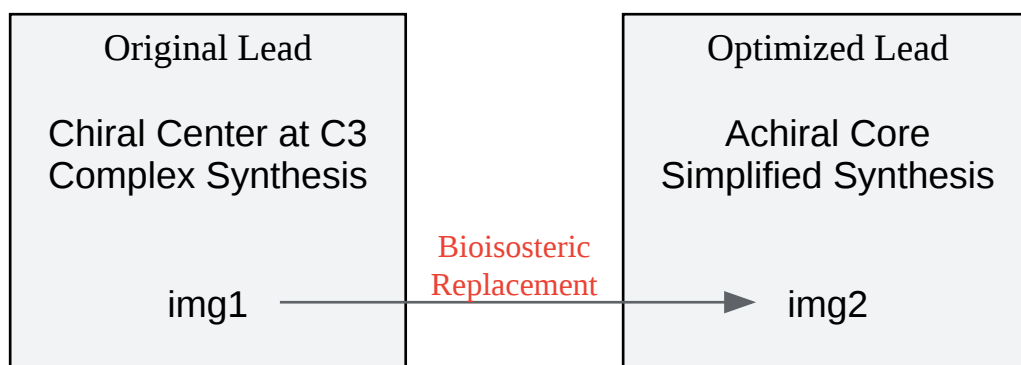 Original Lead
Chiral Center at C3
Complex Synthesis
img1
Bioisosteric
Replacement
Optimized Lead
Achiral Core
Simplified Synthesis
img2